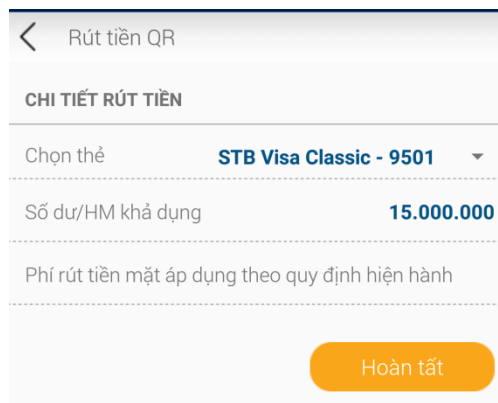 Rút tiền QR
CHI TIẾT RÚT TIỀN
Chọn thẻ STB Visa Classic - 9501
Số dư/HM khả dụng 15.000.000
Phí rút tiền mặt áp dụng theo quy định hiện hành
Hoàn tất